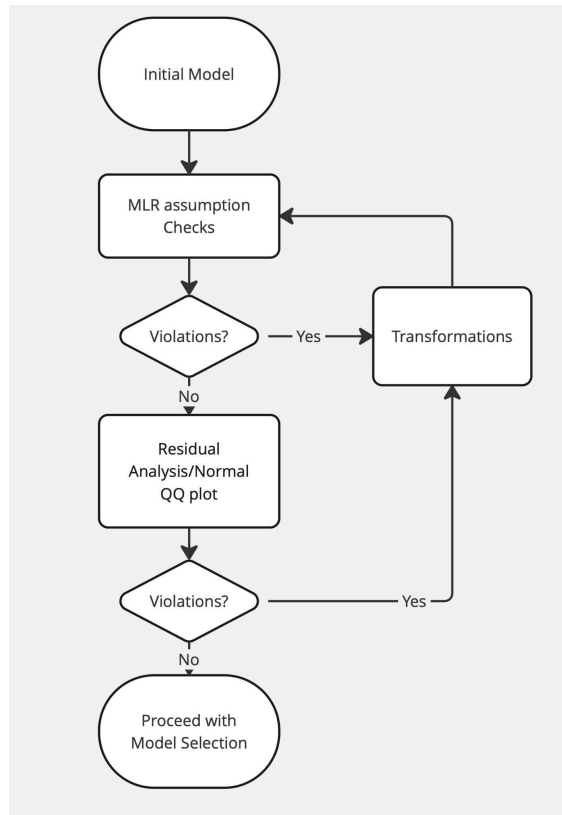 Initial Model
MLR assumption
Checks
Violations?
Yes
Transformations
No
Residual
Analysis/Normal
QQ plot
Violations?
Yes
No
Proceed with
Model Selection